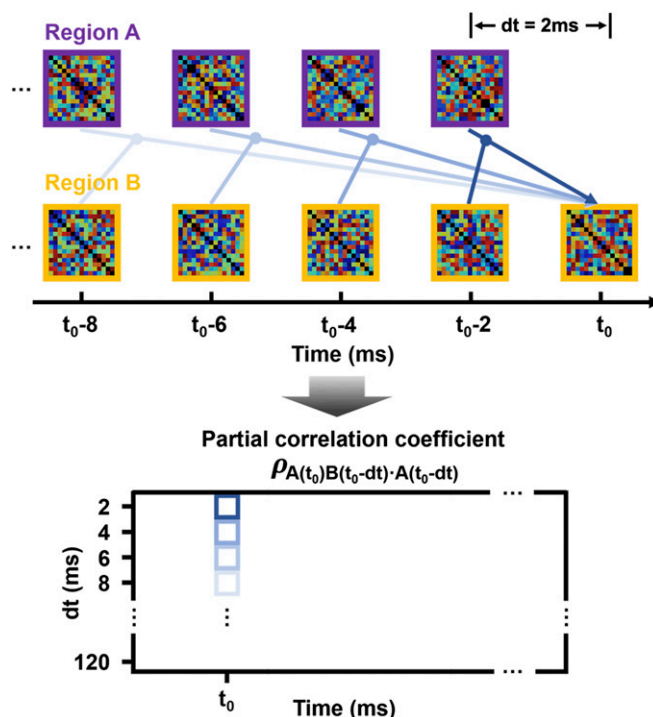 Region A
dt = 2ms
...
Region B
...
t₀-8 t₀-6 t₀-4 t₀-2 t₀
Time (ms)
Partial correlation coefficient
ρA(t₀)B(t₀-dt)·A(t₀-dt)
...
2
4
6
8
dt (ms)
...
...
...
120
...
t₀
Time (ms)